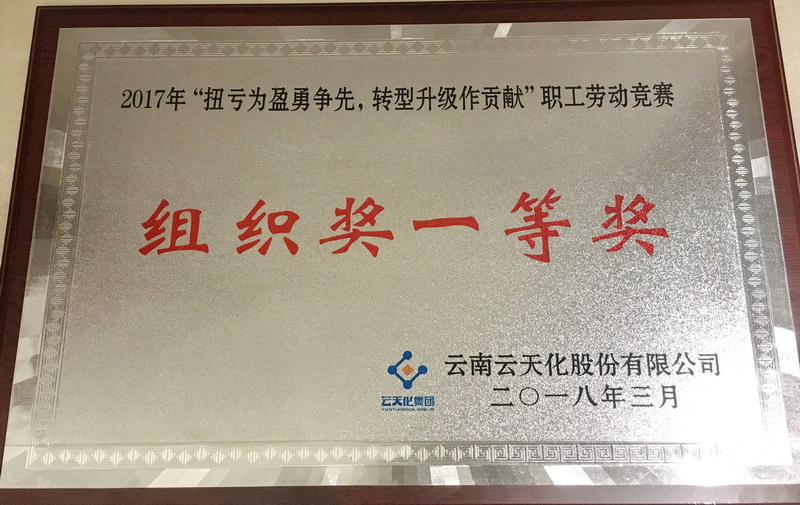 2017年“扭亏为盈勇争先，转型升级作贡献”职工劳动竞赛
组织奖一等奖
云南云天化股份有限公司
云天化集团
二〇一八年三月